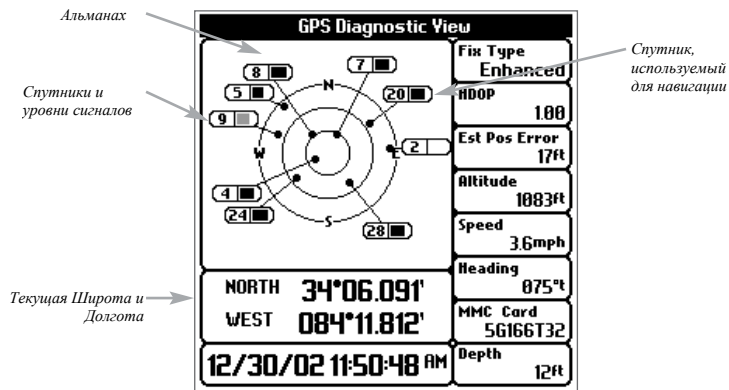 Альманах
GPS Diagnostic View
Спутник,
используемый
для навигации
Спутники и
уровни сигналов
Текущая Широта и
Долгота
8
7
5
20
9
2
4
24
28
N
W
E
S
Fix Type
Enhanced
HDOP
1.00
Est Pos Error
17ft
Altitude
1083ft
Speed
3.6mph
Heading
075°t
MMC Card
5G166T32
Depth
12ft
NORTH 34°06.091'
WEST 084°11.812'
12/30/02 11:50:48 AM